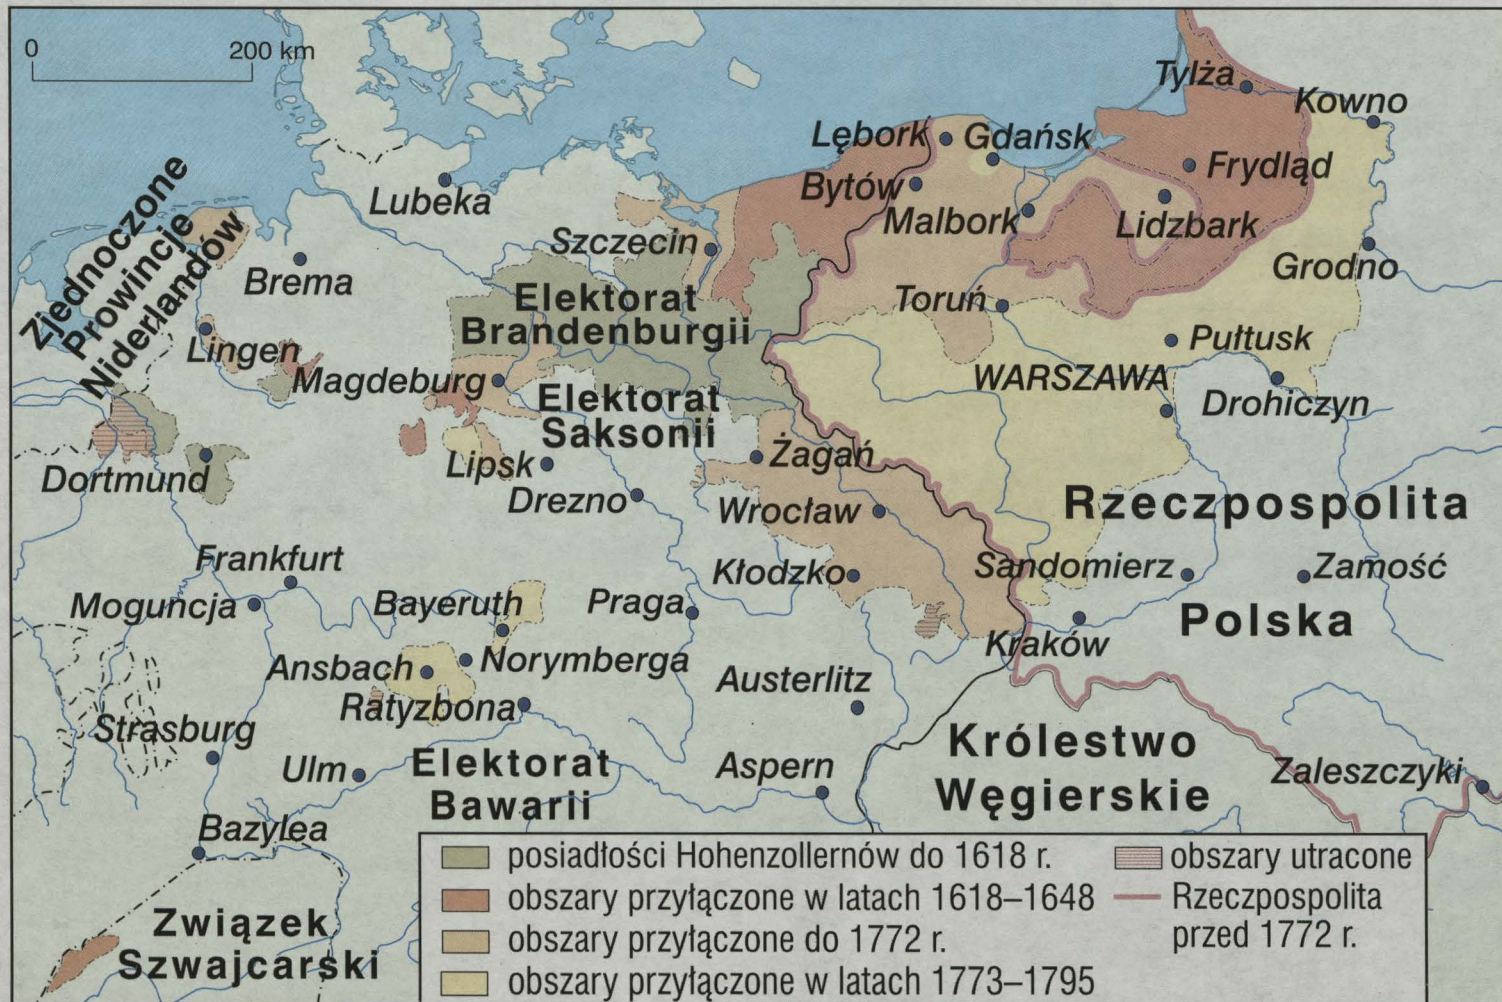 0 200 km
Tylża
Kowno
Lębork
Gdańsk
Frydląd
Bytów
Malbork
Lidzbark
Lubeka
Zjednoczone
Prowincje
Niderlandów
Szczecin
Brema
Grodno
Elektorat
Brandenburgii
Toruń
Lingen
Pułtusk
Magdeburg
WARSZAWA
Elektorat
Saksonii
Drohiczyn
Dortmund
Lipsk
Żagań
Drezno
Wrocław
Rzeczpospolita
Frankfurt
Kłodzko
Sandomierz
Zamość
Moguncja
Bayeruth
Praga
Polska
Kraków
Ansbach
Norymberga
Austerlitz
Ratyzbona
Strasburg
Królestwo
Węgierskie
Ulm
Elektorat
Bawarii
Aspern
Zaleszczyki
Bazylea
Związek
Szwajcarski
posiadłości Hohenzollernów do 1618 r.
obszary przyłączone w latach 1618–1648
obszary przyłączone do 1772 r.
obszary przyłączone w latach 1773–1795
obszary utracone
Rzeczpospolita
przed 1772 r.